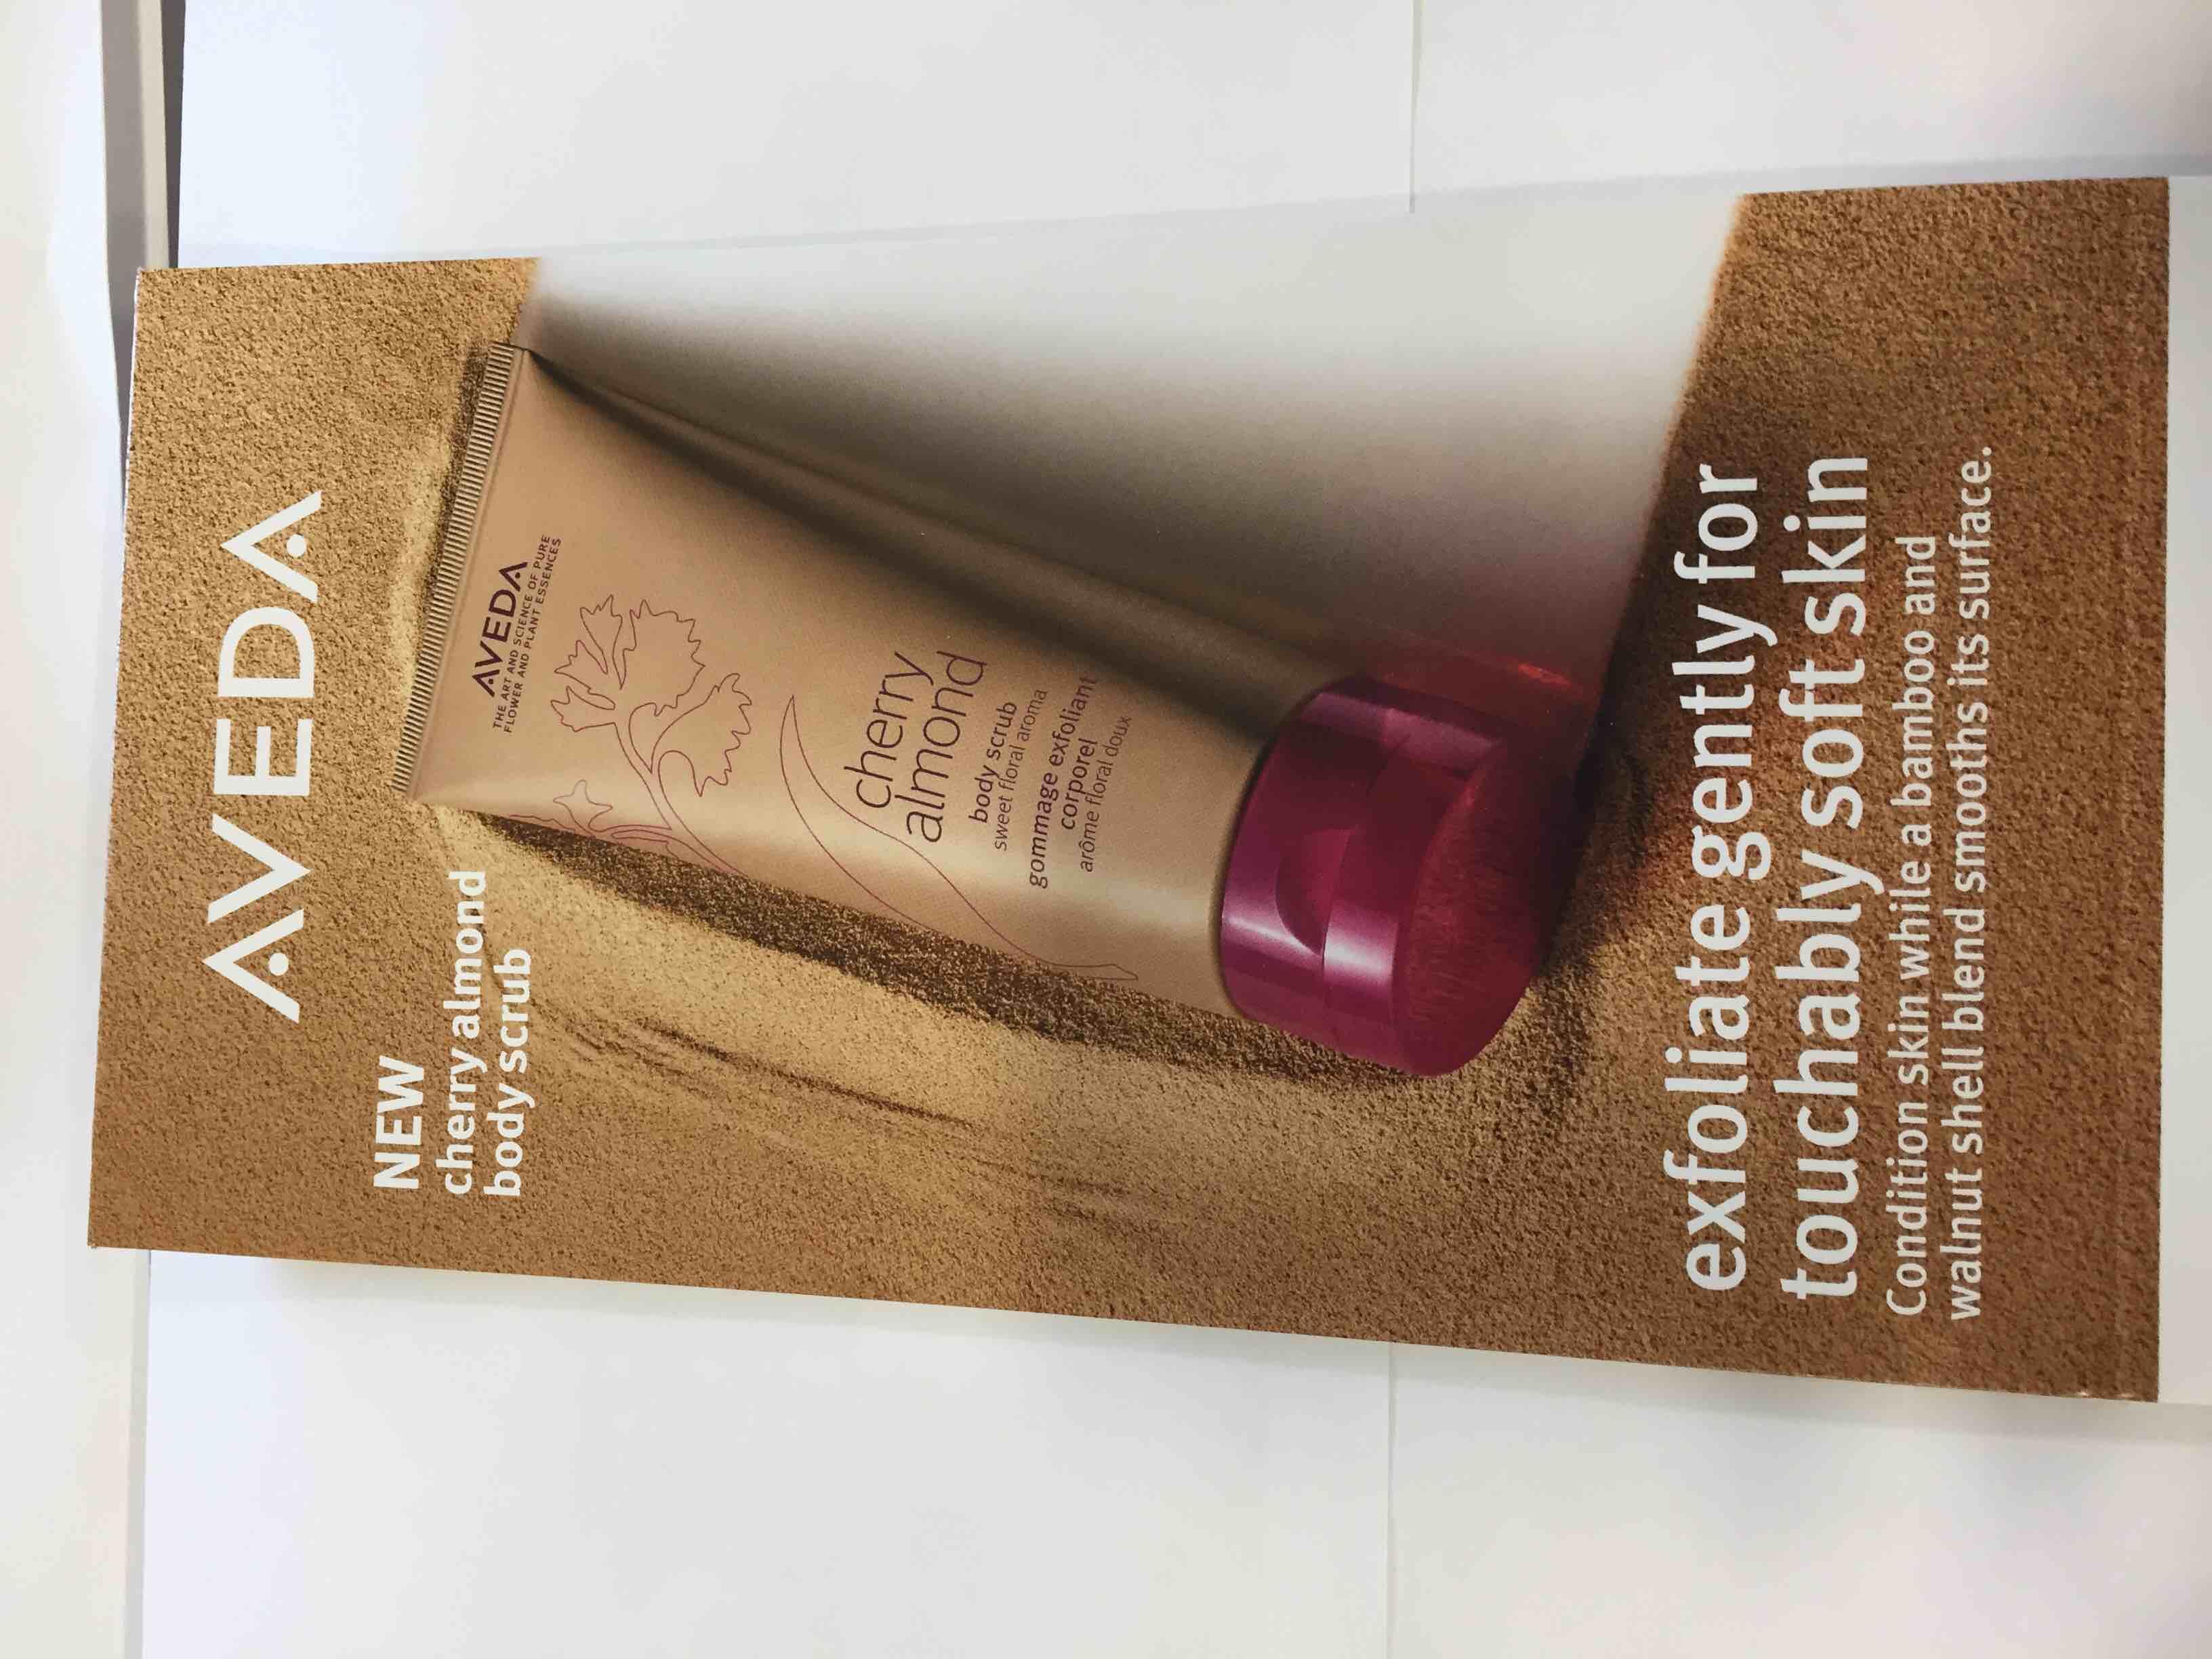 AVEDA
NEW
cherry almond
body scrub
AVEDA
THE ART AND SCIENCE OF PURE
FLOWER AND PLANT ESSENCES
cherry
almond
body scrub
sweet floral aroma
gommage exfoliant
corporel
arôme floral doux
exfoliate gently for
touchably soft skin
Condition skin while a bamboo and
walnut shell blend smooths its surface.